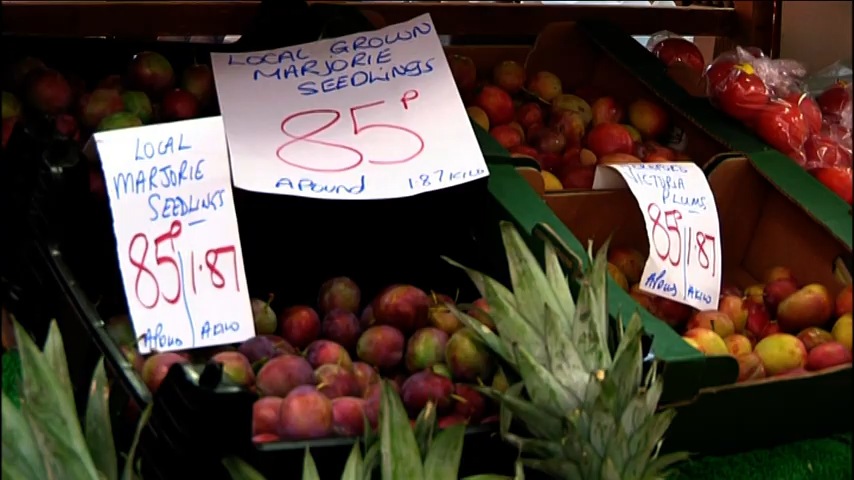 LOCAL GROWN
MARJORIE
SEEDLINGS
85P
A Pound 1.87 KILO
LOCAL
MARJORIE
SEEDLINGS
85P 1.87
A Pound A KILO
VICTORIA
PLUMS
85P 1.87
A Pound A KILO